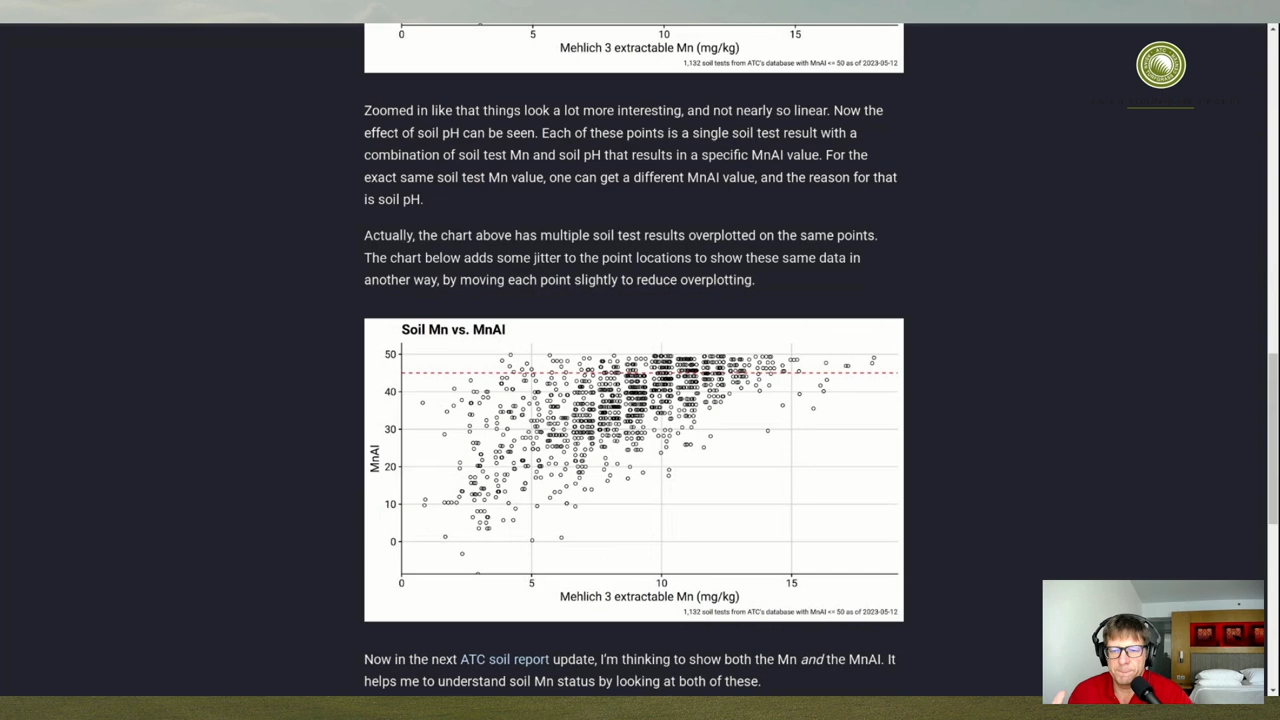 0
5
10
15
Mehlich 3 extractable Mn (mg/kg)
1,132 soil tests from ATC's database with MnAI <= 50 as of 2023-05-12
Zoomed in like that things look a lot more interesting, and not nearly so linear. Now the
effect of soil pH can be seen. Each of these points is a single soil test result with a
combination of soil test Mn and soil pH that results in a specific MnAI value. For the
exact same soil test Mn value, one can get a different MnAI value, and the reason for that
is soil pH.
Actually, the chart above has multiple soil test results overplotted on the same points.
The chart below adds some jitter to the point locations to show these same data in
another way, by moving each point slightly to reduce overplotting.
Soil Mn vs. MnAI
50
40
30
20
10
0
MnAI
0
5
10
15
Mehlich 3 extractable Mn (mg/kg)
1,132 soil tests from ATC's database with MnAI <= 50 as of 2023-05-12
Now in the next ATC soil report update, I'm thinking to show both the Mn and the MnAI. It
helps me to understand soil Mn status by looking at both of these.